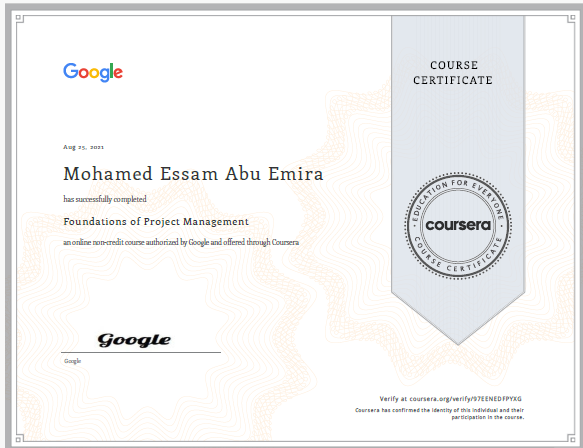 Google
COURSE
CERTIFICATE
Aug 25, 2021
Mohamed Essam Abu Emira
has successfully completed
Foundations of Project Management
an online non-credit course authorized by Google and offered through Coursera
EDUCATION FOR EVERYONE
coursera
COURSE CERTIFICATE
Google
Google
Verify at coursera.org/verify/97EENEDFPYXG
Coursera has confirmed the identity of this individual and their
participation in the course.